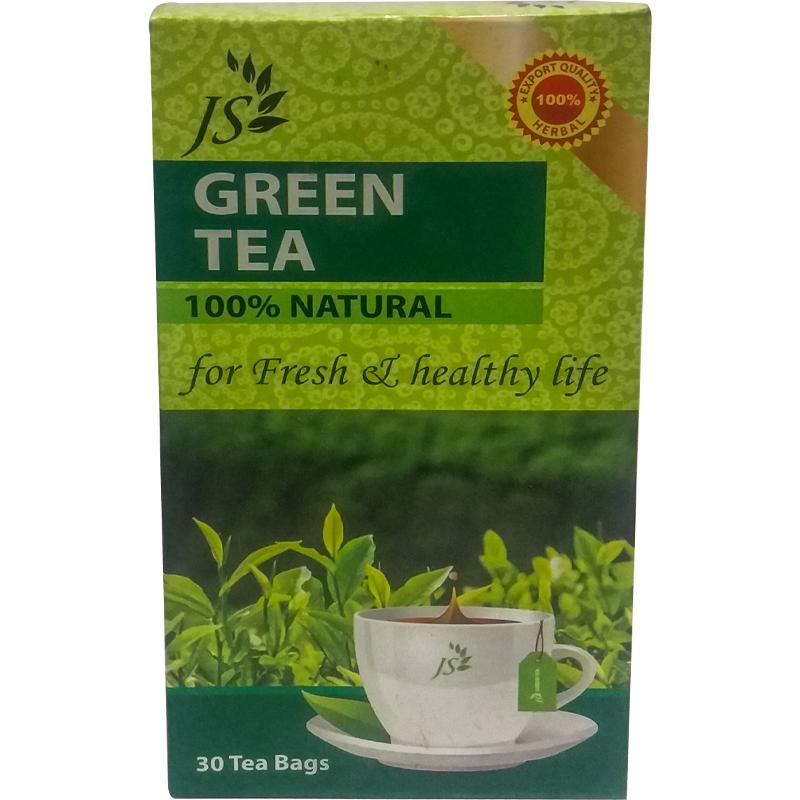 JS
EXPORT QUALITY
100%
HERBAL
GREEN
TEA
100% NATURAL
for Fresh & healthy life
JS
30 Tea Bags